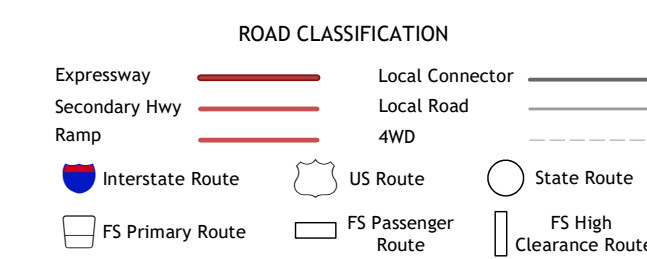 ROAD CLASSIFICATION
Expressway
Local Connector
Secondary Hwy
Local Road
Ramp
4WD
Interstate Route
US Route
State Route
FS Primary Route
FS Passenger
Route
FS High
Clearance Route